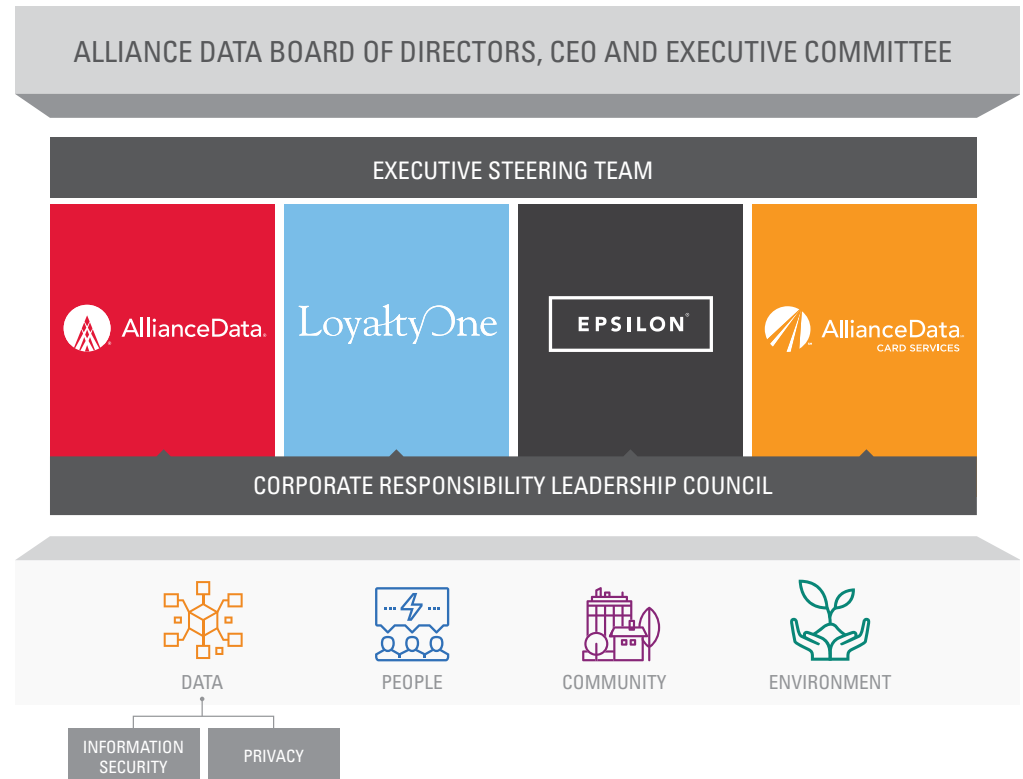 ALLIANCE DATA BOARD OF DIRECTORS, CEO AND EXECUTIVE COMMITTEE
EXECUTIVE STEERING TEAM
AllianceData®
LoyaltyOne
EPSILON®
AllianceData™
CARD SERVICES
CORPORATE RESPONSIBILITY LEADERSHIP COUNCIL
DATA
PEOPLE
COMMUNITY
ENVIRONMENT
INFORMATION
SECURITY
PRIVACY